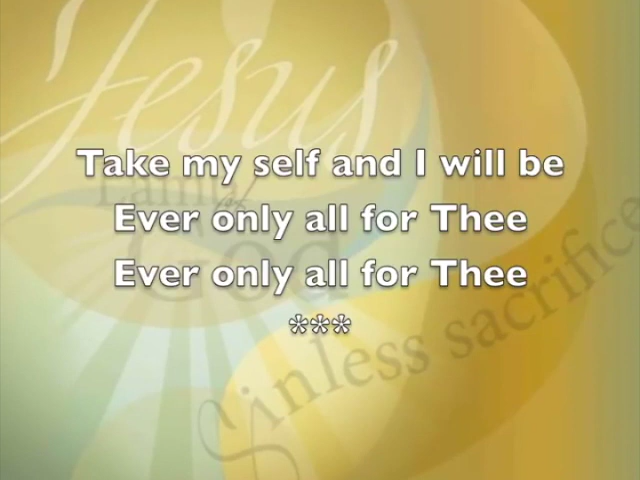 Jesus
Take my self and I will be
Lamb of
Ever only all for Thee
God
Ever only all for Thee
***
Sinless sacrifice